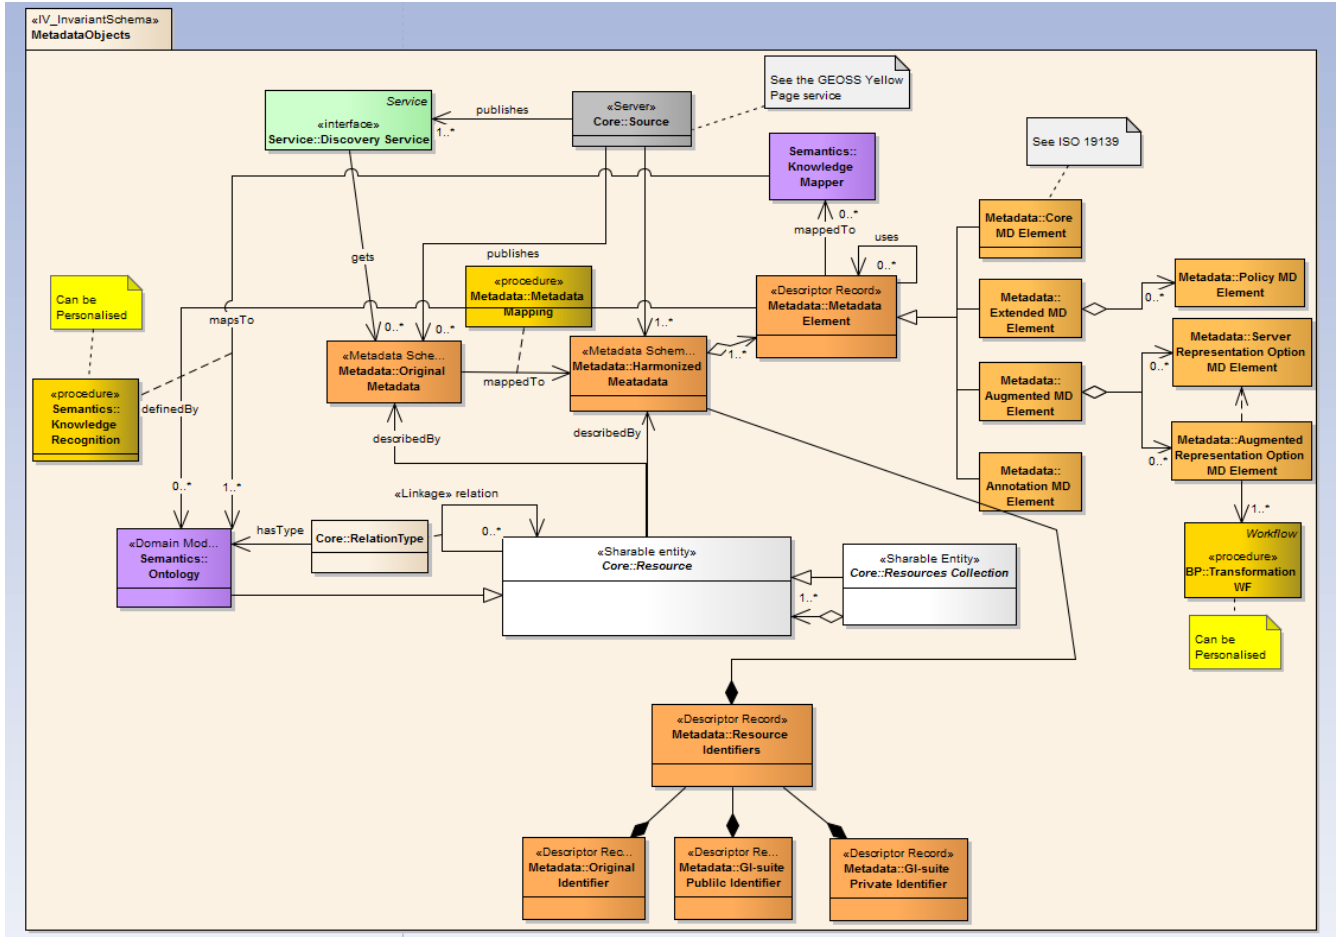 «IV_InvariantSchema»
MetadataObjects
See the GEOSS Yellow
Page service
Service
«interface»
Service::Discovery Service
publishes
1..*
«Server»
Core::Source
See ISO 19139
Semantics::
Knowledge
Mapper
0..*
mappedTo
uses
0..*
Metadata::Core
MD Element
gets
publishes
«procedure»
Metadata::Metadata
Mapping
«Descriptor Record»
Metadata::Metadata
Element
Metadata::
Extended MD
Element
0..*
Metadata::Policy MD
Element
Can be
Personalised
mapsTo
0..*
0..*
1..*
1..*
«Metadata Sche...
Metadata::Original
Metadata
mappedTo
«Metadata Schem...
Metadata::Harmonized
Meatadata
Metadata::
Augmented MD
Element
0..*
Metadata::Server
Representation Option
MD Element
«procedure»
Semantics::
Knowledge
Recognition
definedBy
describedBy
describedBy
0..*
Metadata::Augmented
Representation Option
MD Element
Metadata::
Annotation MD
Element
0..*
1..*
«Linkage» relation
0..*
1..*
hasType
Core::RelationType
«Domain Mod...
Semantics::
Ontology
«Sharable entity»
Core::Resource
1..*
«Sharable Entity»
Core::Resources Collection
Workflow
«procedure»
BP::Transformation
WF
Can be
Personalised
«Descriptor Record»
Metadata::Resource
Identifiers
«Descriptor Rec...
Metadata::Original
Identifier
«Descriptor Re...
Metadata::GI-suite
Publilc Identifier
«Descriptor Record»
Metadata::GI-suite
Private Identifier